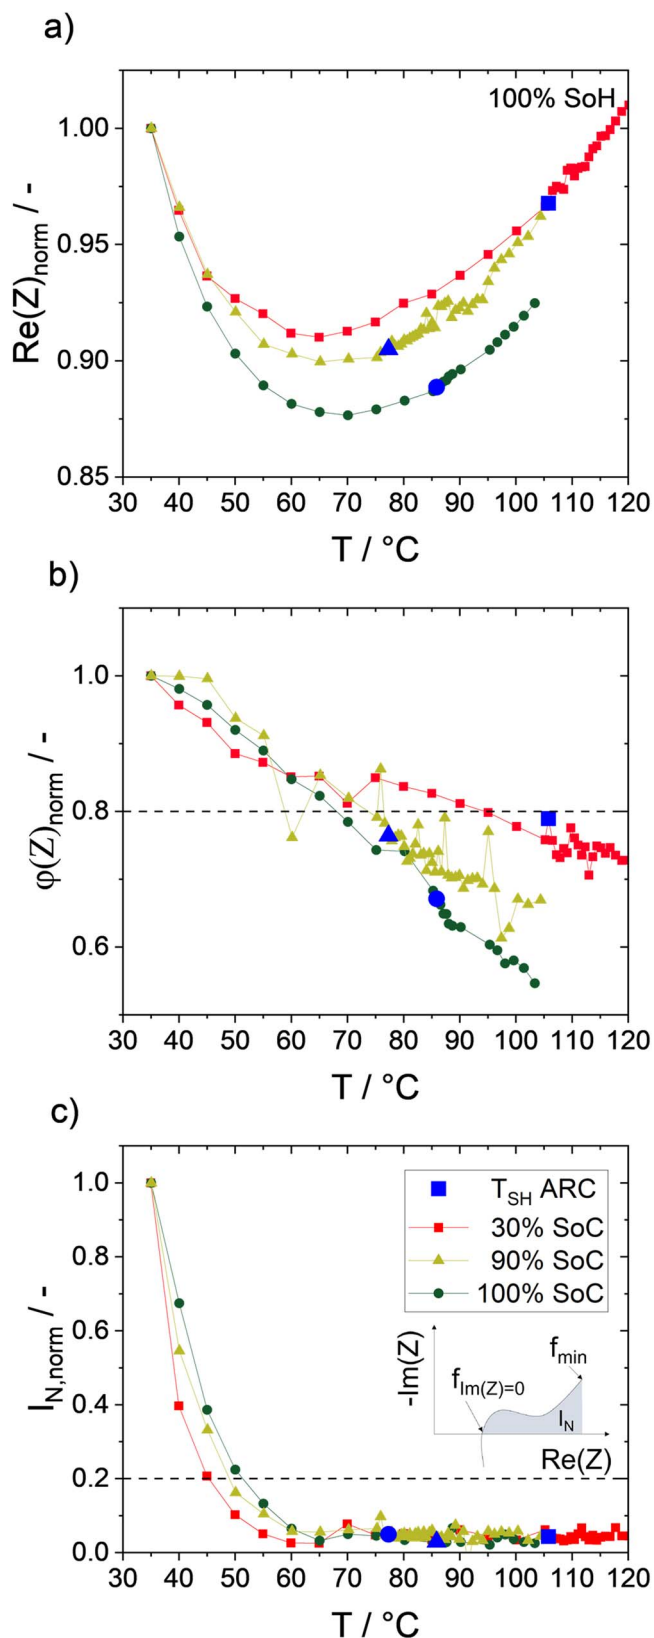 a)
100% SoH
1.00
0.95
0.90
0.85
Re(Z)norm / -
30 40 50 60 70 80 90 100 110 120
T / °C
b)
1.0
0.8
0.6
φ(Z)norm / -
30 40 50 60 70 80 90 100 110 120
T / °C
c)
1.0
0.8
0.6
0.4
0.2
0.0
IN,norm / -
TSH ARC
30% SoC
90% SoC
100% SoC
-Im(Z)
fIm(Z)=0
fmin
IN
Re(Z)
30 40 50 60 70 80 90 100 110 120
T / °C